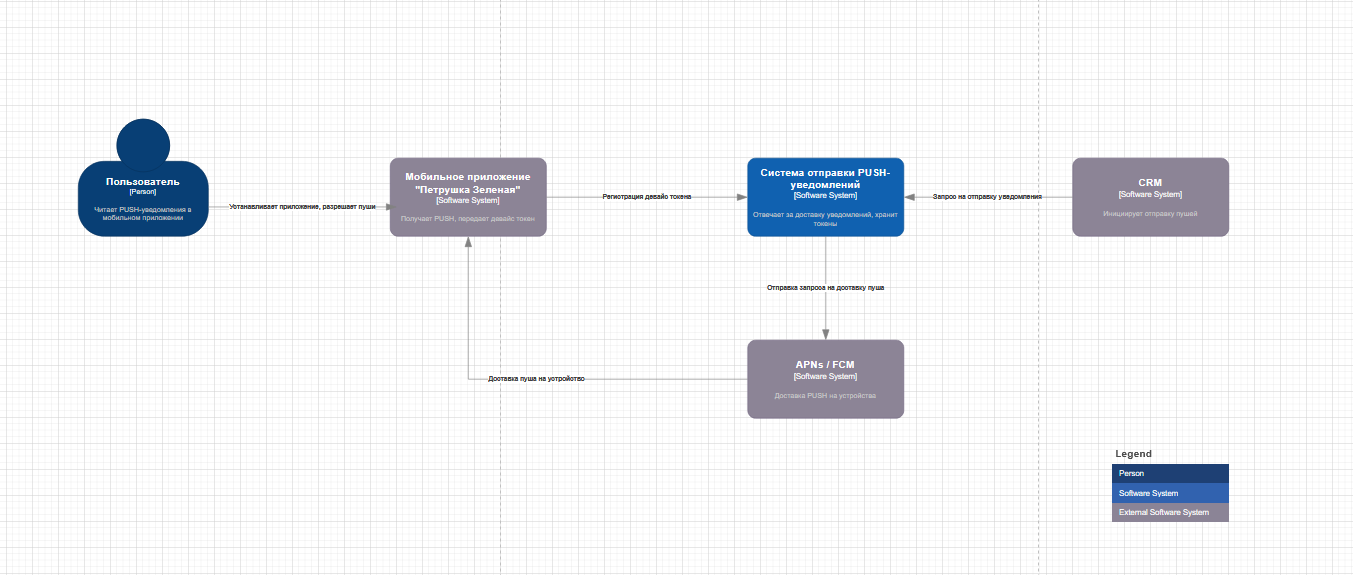 Пользователь
[Person]
Читает PUSH-уведомления в
мобильном приложении
Устанавливает приложение, разрешает пуши
Мобильное приложение
"Петрушка Зеленая"
[Software System]
Получает PUSH, передает девайс токен
Регистрация девайс токена
Система отправки PUSH-
уведомлений
[Software System]
Отвечает за доставку уведомлений, хранит
токены
Запрос на отправку уведомления
CRM
[Software System]
Инициирует отправку пушей
Отправка запроса на доставку пуша
APNs / FCM
[Software System]
Доставка PUSH на устройства
Доставка пуша на устройство
Legend
Person
Software System
External Software System